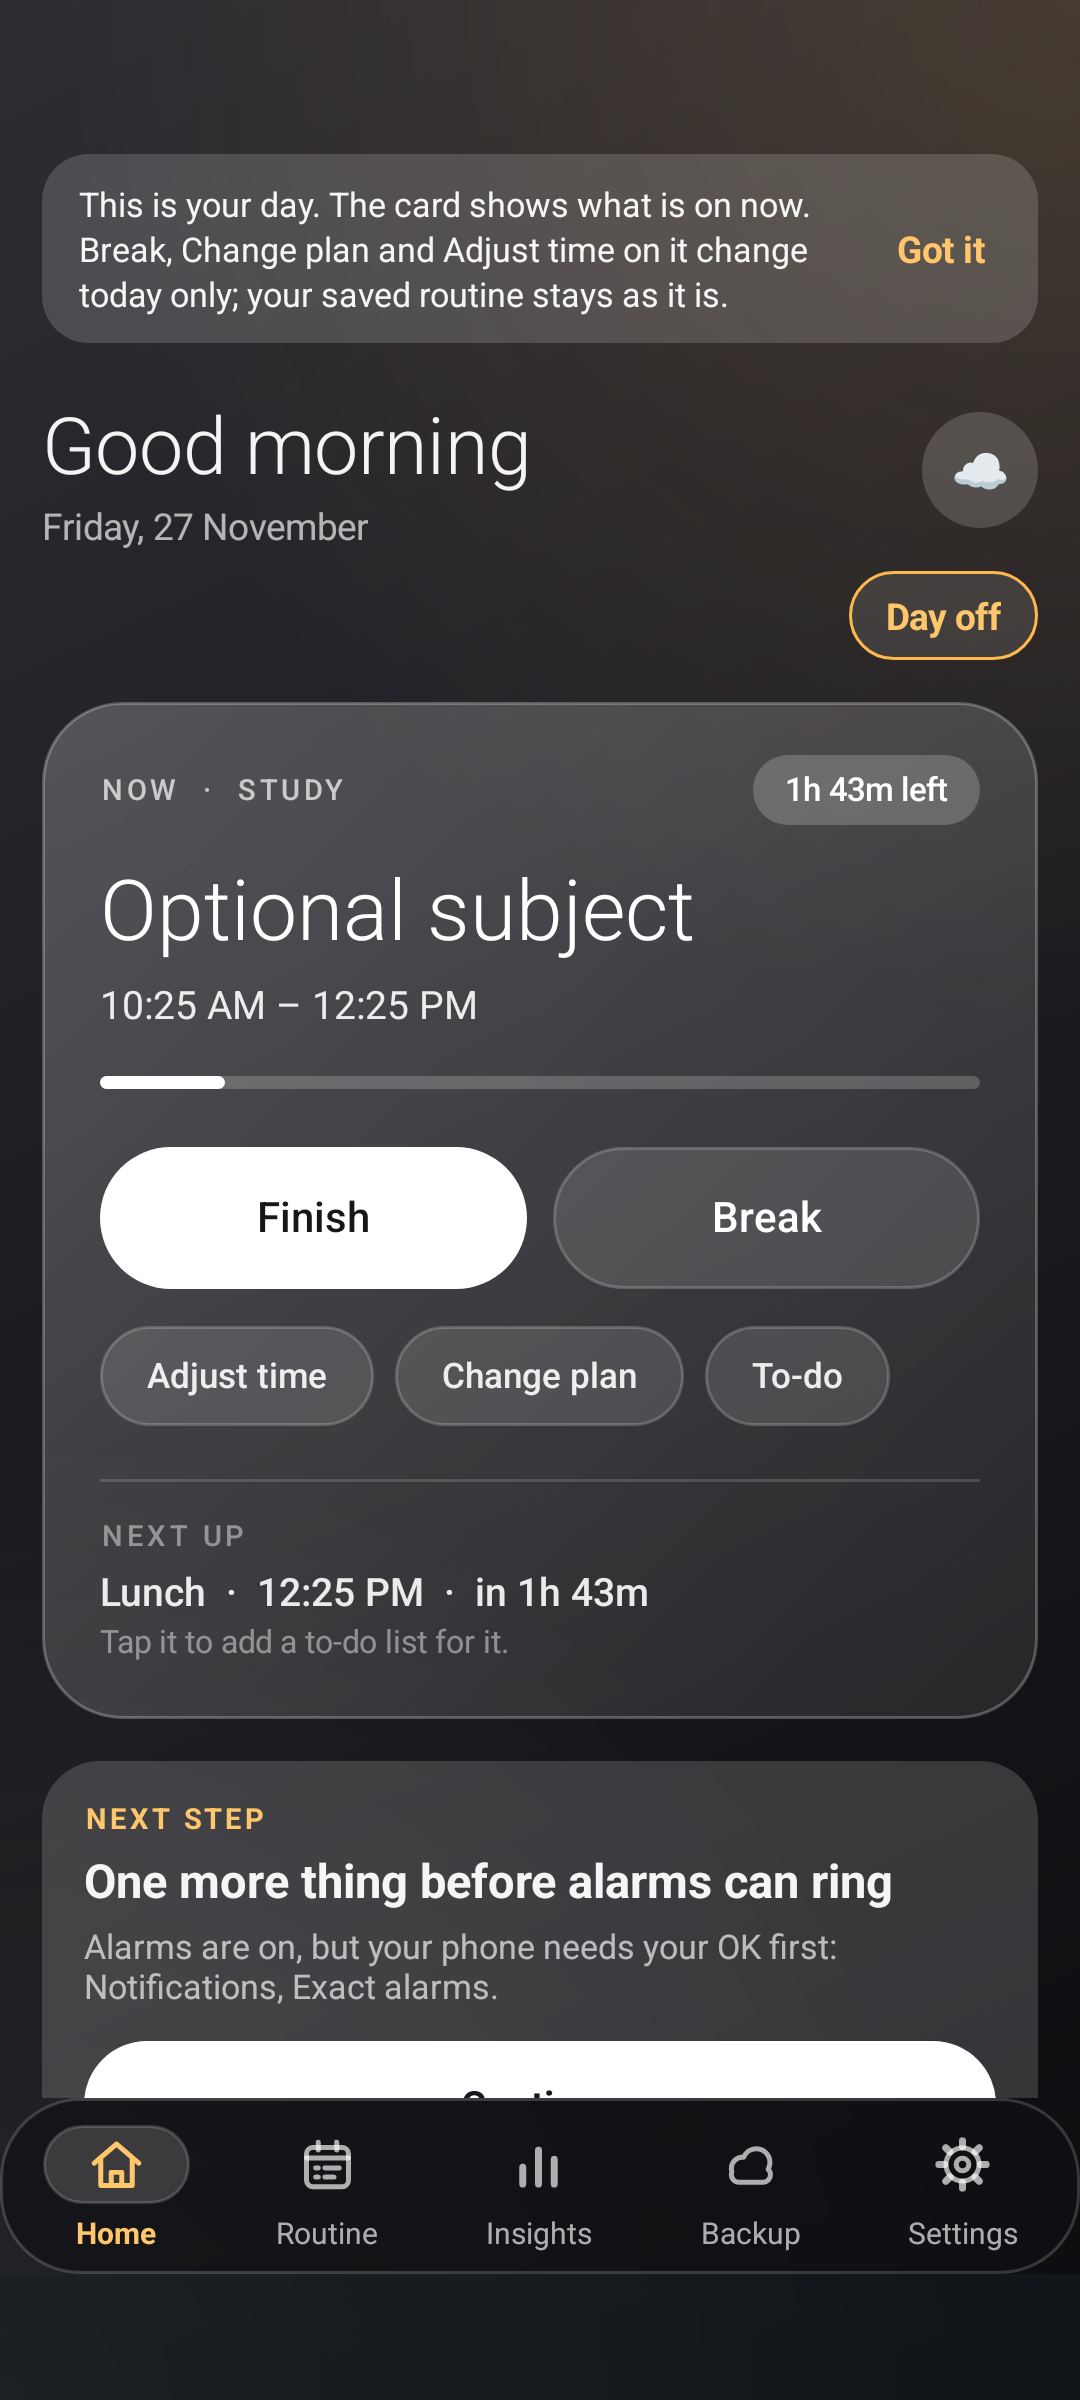 This is your day. The card shows what is on now.
Break, Change plan and Adjust time on it change
today only; your saved routine stays as it is.
Got it
Good morning
Friday, 27 November
Day off
NOW · STUDY
1h 43m left
Optional subject
10:25 AM – 12:25 PM
Finish
Break
Adjust time
Change plan
To-do
NEXT UP
Lunch · 12:25 PM · in 1h 43m
Tap it to add a to-do list for it.
NEXT STEP
One more thing before alarms can ring
Alarms are on, but your phone needs your OK first:
Notifications, Exact alarms.
Home
Routine
Insights
Backup
Settings